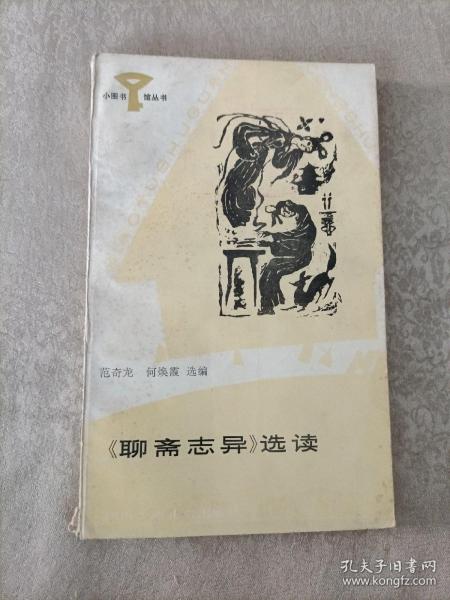 小图书馆丛书
范奇龙 何焕霞 选编
《聊斋志异》选读
孔夫子旧书网
www.kongfz.com